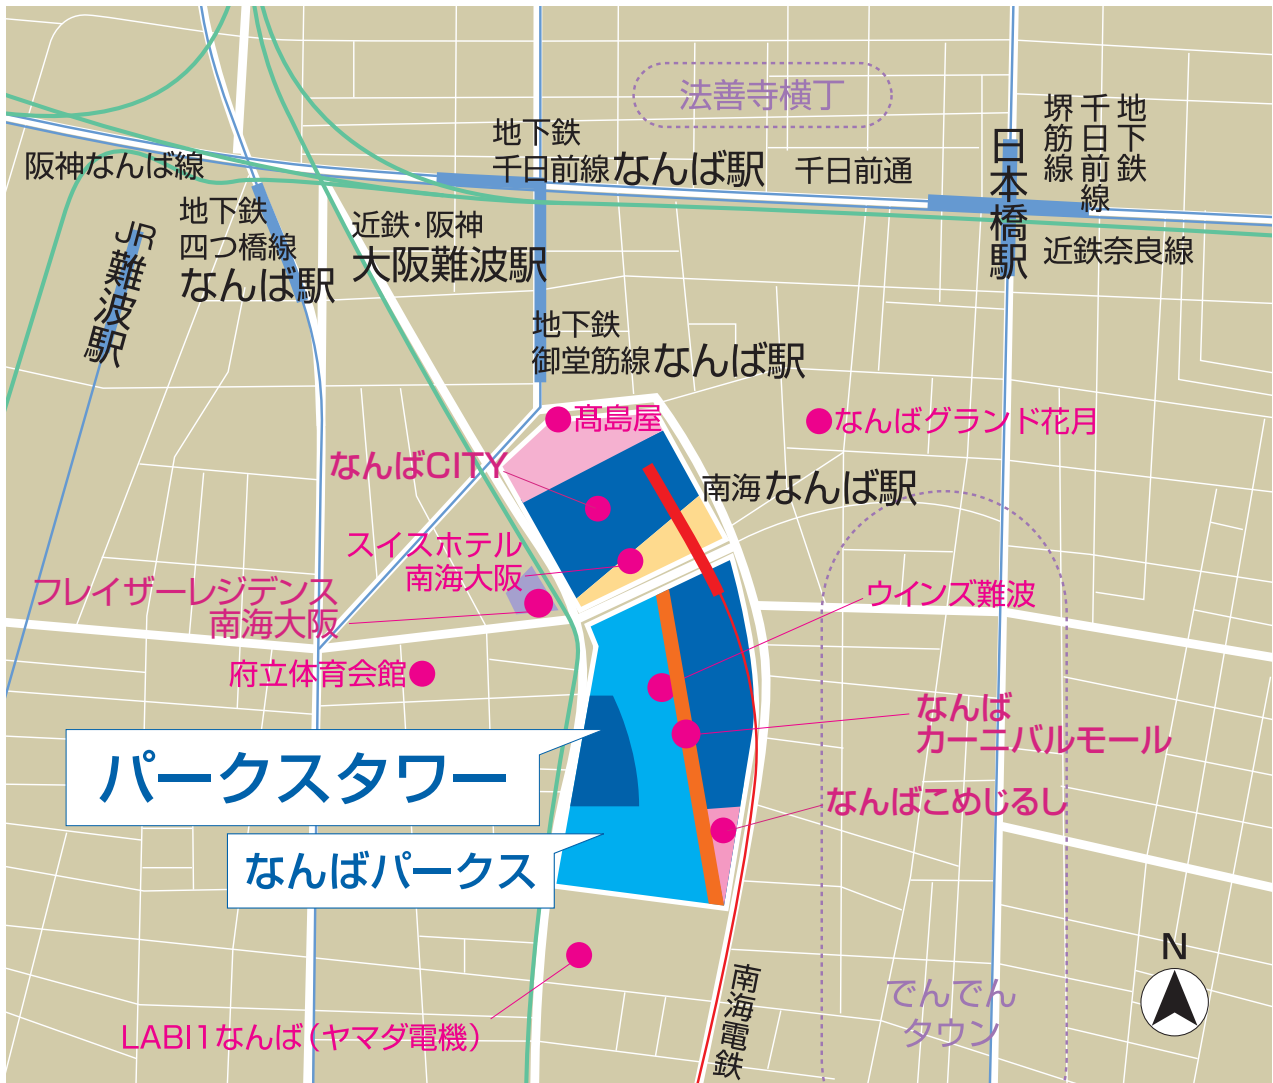 法善寺横丁
地下鉄
千日前線なんば駅
千日前通
日本橋駅
地下鉄
千日前線
堺筋線
近鉄奈良線
阪神なんば線
地下鉄
四つ橋線
なんば駅
近鉄・阪神
大阪難波駅
JR難波駅
地下鉄
御堂筋線なんば駅
髙島屋
なんばグランド花月
なんばCITY
南海なんば駅
スイスホテル
南海大阪
フレイザーレジデンス
南海大阪
ウインズ難波
府立体育会館
なんば
カーニバルモール
パークスタワー
なんばこめじるし
なんばパークス
LABI1なんば(ヤマダ電機)
南海電鉄
でんでん
タウン
N